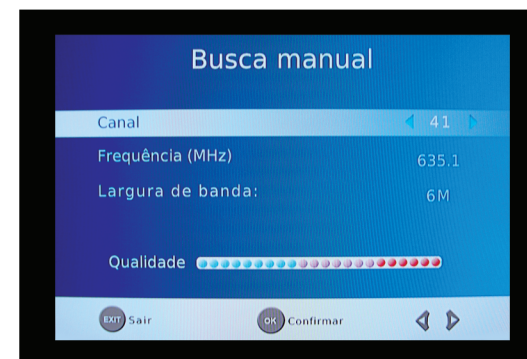 Busca manual
Canal 41
Frequência (MHz) 635.1
Largura de banda: 6M
Qualidade
EXIT Sair OK Confirmar